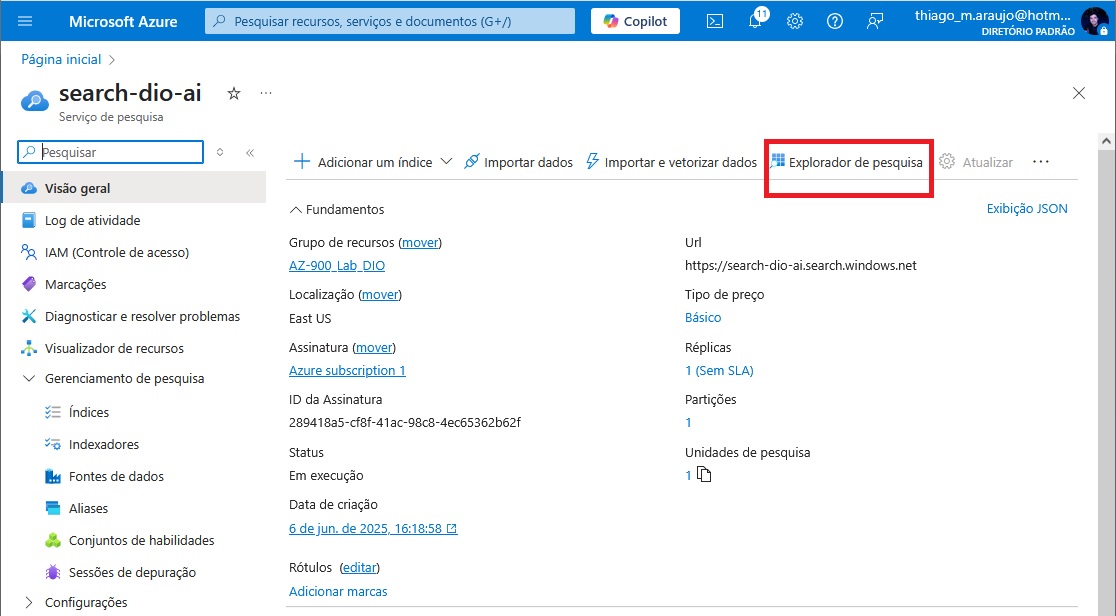 Microsoft Azure
Pesquisar recursos, serviços e documentos (G+/)
Copilot
11
thiago_m.araujo@hotm...
DIRETÓRIO PADRÃO
Página inicial
search-dio-ai
Serviço de pesquisa
Pesquisar
Adicionar um índice
Importar dados
Importar e vetorizar dados
Explorador de pesquisa
Atualizar
Visão geral
Log de atividade
IAM (Controle de acesso)
Marcações
Diagnosticar e resolver problemas
Visualizador de recursos
Gerenciamento de pesquisa
Índices
Indexadores
Fontes de dados
Aliases
Conjuntos de habilidades
Sessões de depuração
Configurações
Fundamentos
Exibição JSON
Grupo de recursos (mover)
AZ-900_Lab_DIO
Localização (mover)
East US
Assinatura (mover)
Azure subscription 1
ID da Assinatura
289418a5-cf8f-41ac-98c8-4ec65362b62f
Status
Em execução
Data de criação
6 de jun. de 2025, 16:18:58
Url
https://search-dio-ai.search.windows.net
Tipo de preço
Básico
Réplicas
1 (Sem SLA)
Partições
1
Unidades de pesquisa
1
Rótulos (editar)
Adicionar marcas